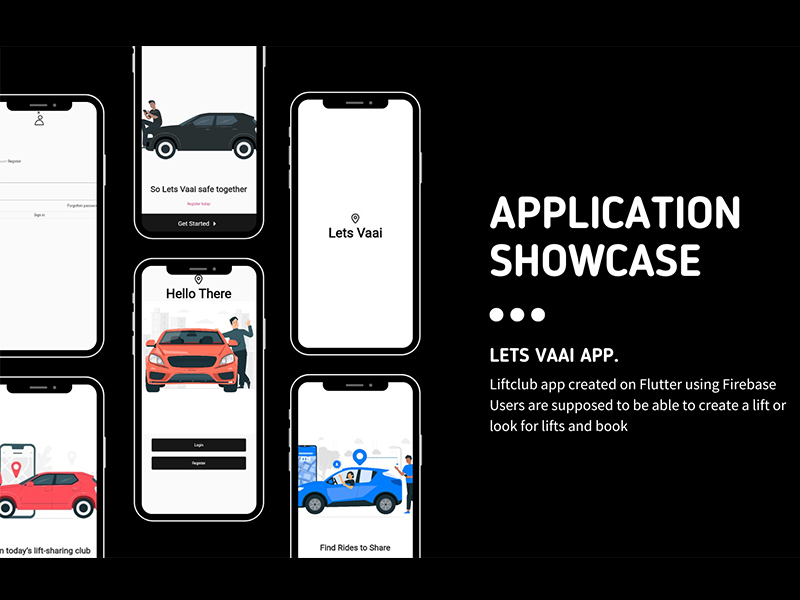 Register
Forgotten passwo
Sign in
n today's lift-sharing club
So Lets Vaai safe together
Register today
Get Started
Hello There
Login
Register
Lets Vaai
Find Rides to Share
APPLICATION
SHOWCASE
LETS VAAI APP.
Liftclub app created on Flutter using Firebase
Users are supposed to be able to create a lift or
look for lifts and book